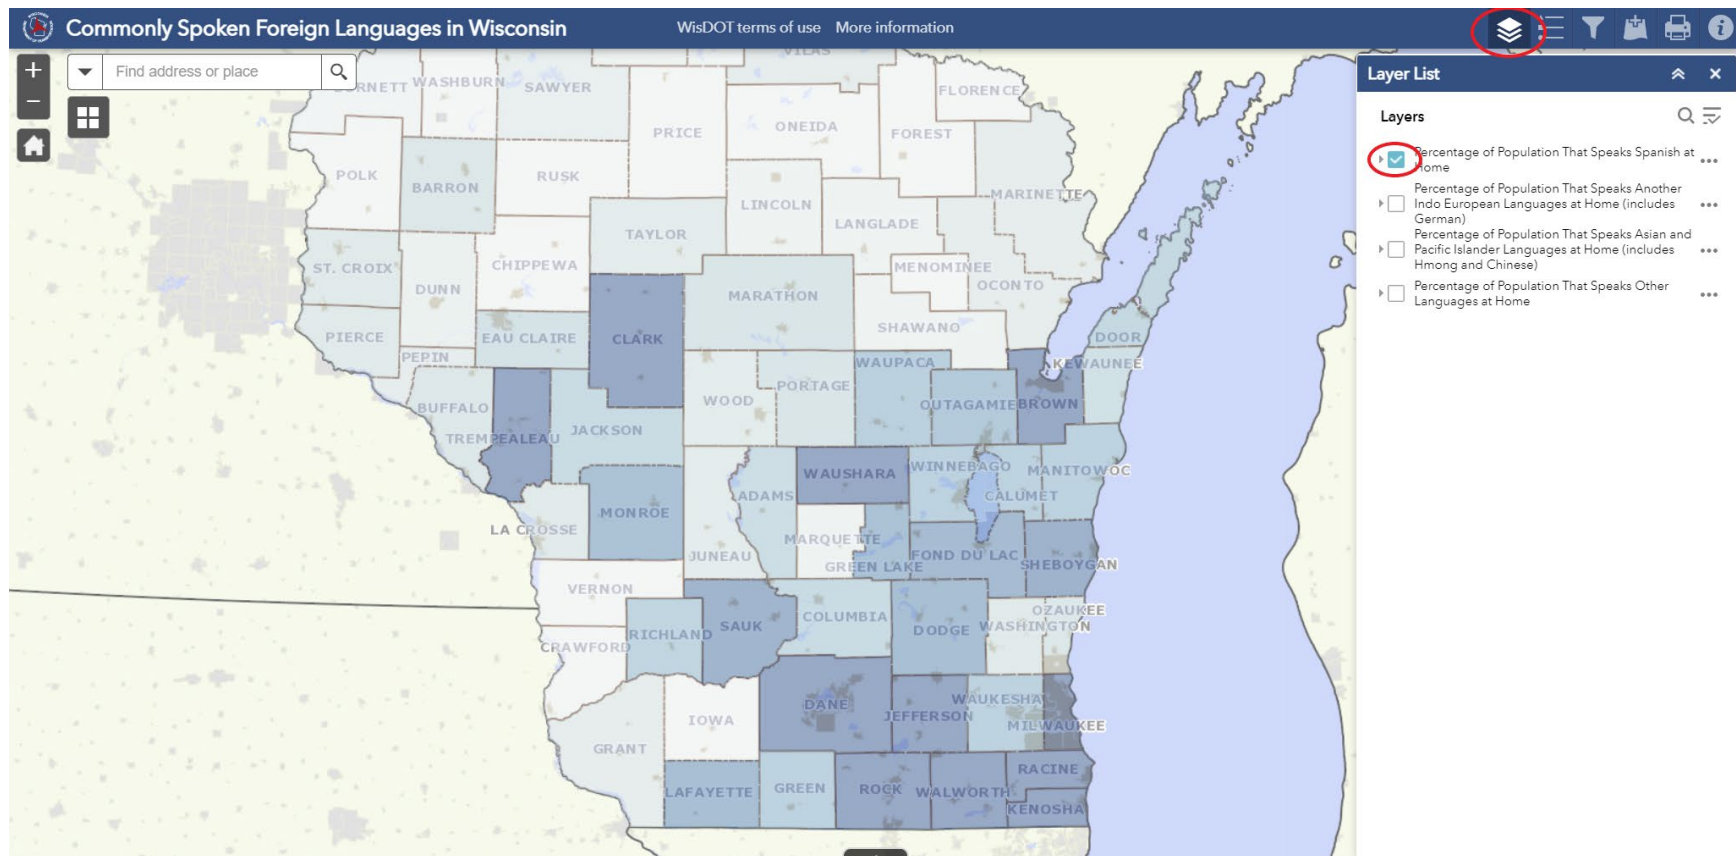 Commonly Spoken Foreign Languages in Wisconsin
WisDOT terms of use More information
+
Find address or place
−
Layer List
Layers
Percentage of Population That Speaks Spanish at
Home
Percentage of Population That Speaks Another
Indo European Languages at Home (includes
German)
Percentage of Population That Speaks Asian and
Pacific Islander Languages at Home (includes
Hmong and Chinese)
Percentage of Population That Speaks Other
Languages at Home
VILAS
WASHBURN
SAWYER
FLORENCE
PRICE
ONEIDA
FOREST
POLK
BARRON
RUSK
MARINETTE
LINCOLN
LANGLADE
TAYLOR
ST. CROIX
CHIPPEWA
MENOMINEE
DUNN
OCONTO
MARATHON
PIERCE
EAU CLAIRE
CLARK
SHAWANO
DOOR
PEPIN
WAUPACA
KEWAUNEE
PORTAGE
WOOD
BUFFALO
OUTAGAMIE
BROWN
TREMPEALEAU
JACKSON
WAUSHARA
WINNEBAGO
MANITOWOC
ADAMS
CALUMET
MONROE
LA CROSSE
MARQUETTE
JUNEAU
FOND DU LAC
GREEN LAKE
SHEBOYGAN
VERNON
OZAUKEE
COLUMBIA
SAUK
DODGE
WASHINGTON
RICHLAND
CRAWFORD
WAUKESHA
DANE
JEFFERSON
IOWA
MILWAUKEE
GRANT
RACINE
LAFAYETTE
GREEN
ROCK
WALWORTH
KENOSHA